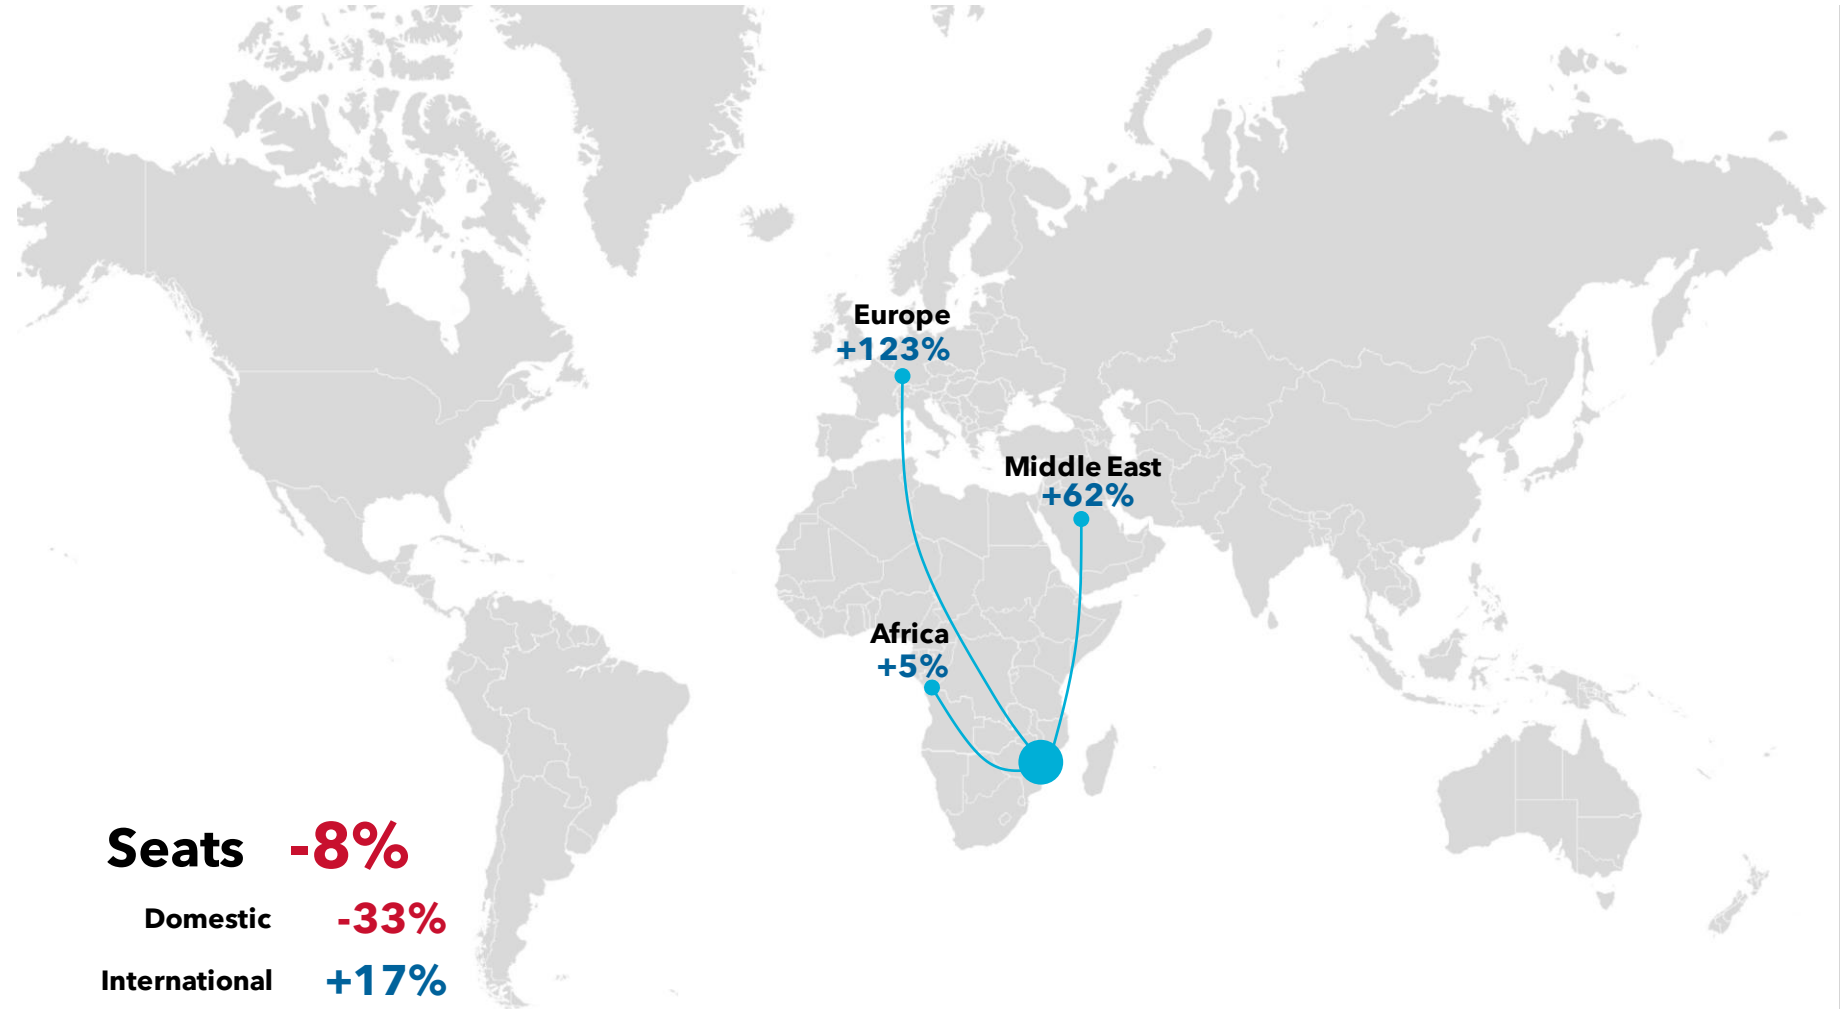 Europe
+123%
Middle East
+62%
Africa
+5%
Seats -8%
Domestic -33%
International +17%